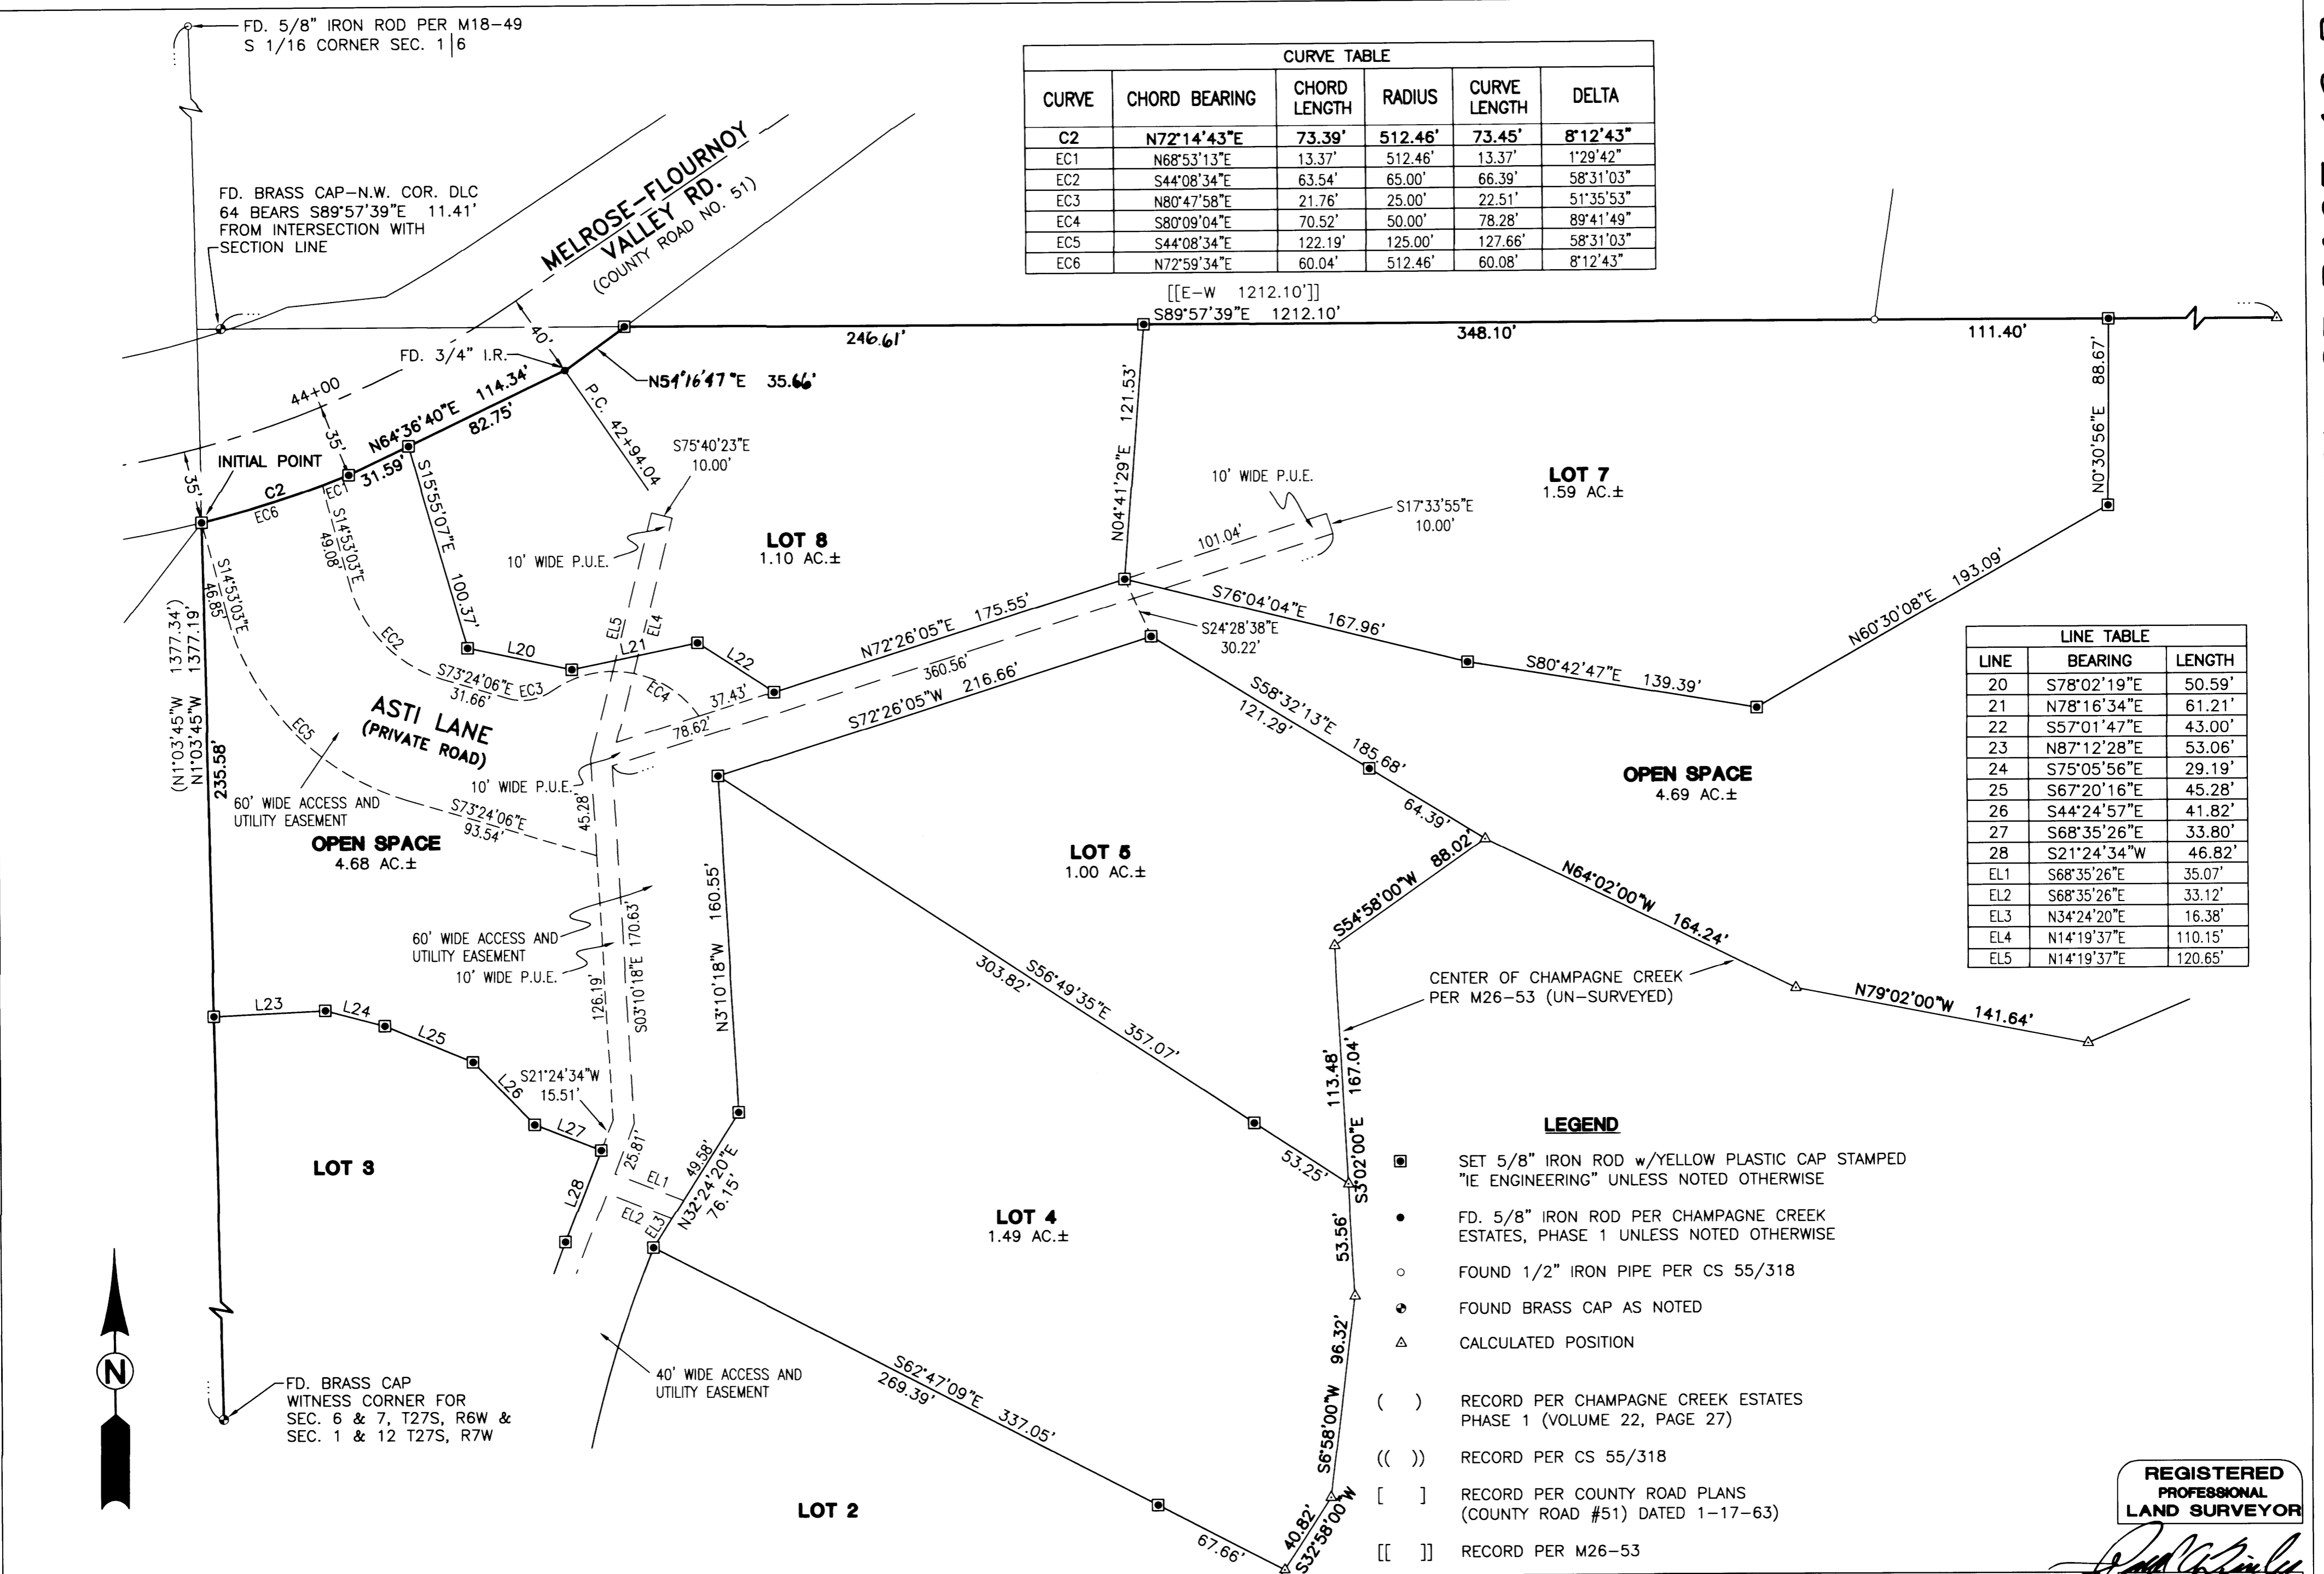 FD. 5/8" IRON ROD PER M18-49
S 1/16 CORNER SEC. 1|6
FD. BRASS CAP-N.W. COR. DLC
64 BEARS S89°57'39"E 11.41'
FROM INTERSECTION WITH
SECTION LINE
MELROSE-FLOURNOY
VALLEY RD.
(COUNTY ROAD NO. 51)
CURVE TABLE
CURVE CHORD BEARING CHORD LENGTH RADIUS CURVE LENGTH DELTA
C2 N72°14'43"E 73.39' 512.46' 73.45' 8°12'43"
EC1 N68°53'13"E 13.37' 512.46' 13.37' 1°29'42"
EC2 S44°08'34"E 63.54' 65.00' 66.39' 58°31'03"
EC3 N80°47'58"E 21.76' 25.00' 22.51' 51°35'53"
EC4 S80°09'04"E 70.52' 50.00' 78.28' 89°41'49"
EC5 S44°08'34"E 122.19' 125.00' 127.66' 58°31'03"
EC6 N72°59'34"E 60.04' 512.46' 60.08' 8°12'43"
[[E-W 1212.10']]
S89°57'39"E 1212.10'
246.61'
348.10'
111.40'
40'
FD. 3/4" I.R.
N54°16'47"E 35.66'
44+00
35'
N64°36'40"E 114.34'
82.75'
31.59'
P.C. 42+94.04
INITIAL POINT
35'
C2
EC6
EC1
S15°55'07"E 100.37'
S75°40'23"E
10.00'
N04°41'29"E 121.53'
N0°30'56"E 88.67'
LOT 7
1.59 AC.±
10' WIDE P.U.E.
S17°33'55"E
10.00'
101.04'
LOT 8
1.10 AC.±
10' WIDE P.U.E.
S14°53'03"E
49.08'
S14°53'03"E
46.85'
EC2
EL5
EL4
L20
L21
L22
N72°26'05"E 175.55'
360.56'
S72°26'05"W 216.66'
S76°04'04"E 167.96'
S24°28'38"E
30.22'
S80°42'47"E 139.39'
N60°30'08"E 193.09'
S73°24'06"E
31.66'
EC3
EC4
37.43'
78.62'
ASTI LANE
(PRIVATE ROAD)
EC5
(N1°03'45"W 1377.34')
N1°03'45"W 1377.19'
235.58'
60' WIDE ACCESS AND
UTILITY EASEMENT
10' WIDE P.U.E.
S73°24'06"E
93.54'
45.28'
OPEN SPACE
4.68 AC.±
S58°32'13"E 185.68'
121.29'
64.39'
OPEN SPACE
4.69 AC.±
LINE TABLE
LINE BEARING LENGTH
20 S78°02'19"E 50.59'
21 N78°16'34"E 61.21'
22 S57°01'47"E 43.00'
23 N87°12'28"E 53.06'
24 S75°05'56"E 29.19'
25 S67°20'16"E 45.28'
26 S44°24'57"E 41.82'
27 S68°35'26"E 33.80'
28 S21°24'34"W 46.82'
EL1 S68°35'26"E 35.07'
EL2 S68°35'26"E 33.12'
EL3 N34°24'20"E 16.38'
EL4 N14°19'37"E 110.15'
EL5 N14°19'37"E 120.65'
LOT 5
1.00 AC.±
S54°58'00"W 88.02'
N64°02'00"W 164.24'
N79°02'00"W 141.64'
CENTER OF CHAMPAGNE CREEK
PER M26-53 (UN-SURVEYED)
N3°10'18"W 160.55'
60' WIDE ACCESS AND
UTILITY EASEMENT
10' WIDE P.U.E.
126.19'
S03°10'18"E 170.63'
S56°49'35"E 357.07'
303.82'
53.25'
113.48'
S3°02'00"E 167.04'
53.56'
L23
L24
L25
L26
L27
L28
S21°24'34"W
15.51'
25.81'
EL1
EL2
EL3
49.58'
N32°24'20"E
76.15'
LOT 3
LOT 4
1.49 AC.±
S6°58'00"W 96.32'
40.82'
S32°58'00"W
S62°47'09"E 337.05'
269.39'
67.66'
40' WIDE ACCESS AND
UTILITY EASEMENT
LOT 2
N
FD. BRASS CAP
WITNESS CORNER FOR
SEC. 6 & 7, T27S, R6W &
SEC. 1 & 12 T27S, R7W
LEGEND
SET 5/8" IRON ROD w/YELLOW PLASTIC CAP STAMPED
"IE ENGINEERING" UNLESS NOTED OTHERWISE
FD. 5/8" IRON ROD PER CHAMPAGNE CREEK
ESTATES, PHASE 1 UNLESS NOTED OTHERWISE
FOUND 1/2" IRON PIPE PER CS 55/318
FOUND BRASS CAP AS NOTED
CALCULATED POSITION
( ) RECORD PER CHAMPAGNE CREEK ESTATES
PHASE 1 (VOLUME 22, PAGE 27)
(( )) RECORD PER CS 55/318
[ ] RECORD PER COUNTY ROAD PLANS
(COUNTY ROAD #51) DATED 1-17-63)
[[ ]] RECORD PER M26-53
REGISTERED
PROFESSIONAL
LAND SURVEYOR